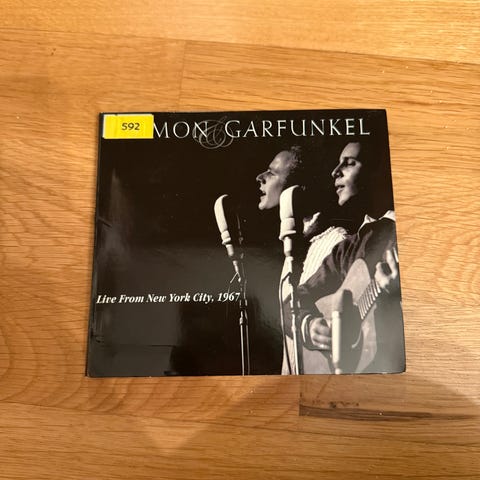 592
MON & GARFUNKEL
Live From New York City, 1967